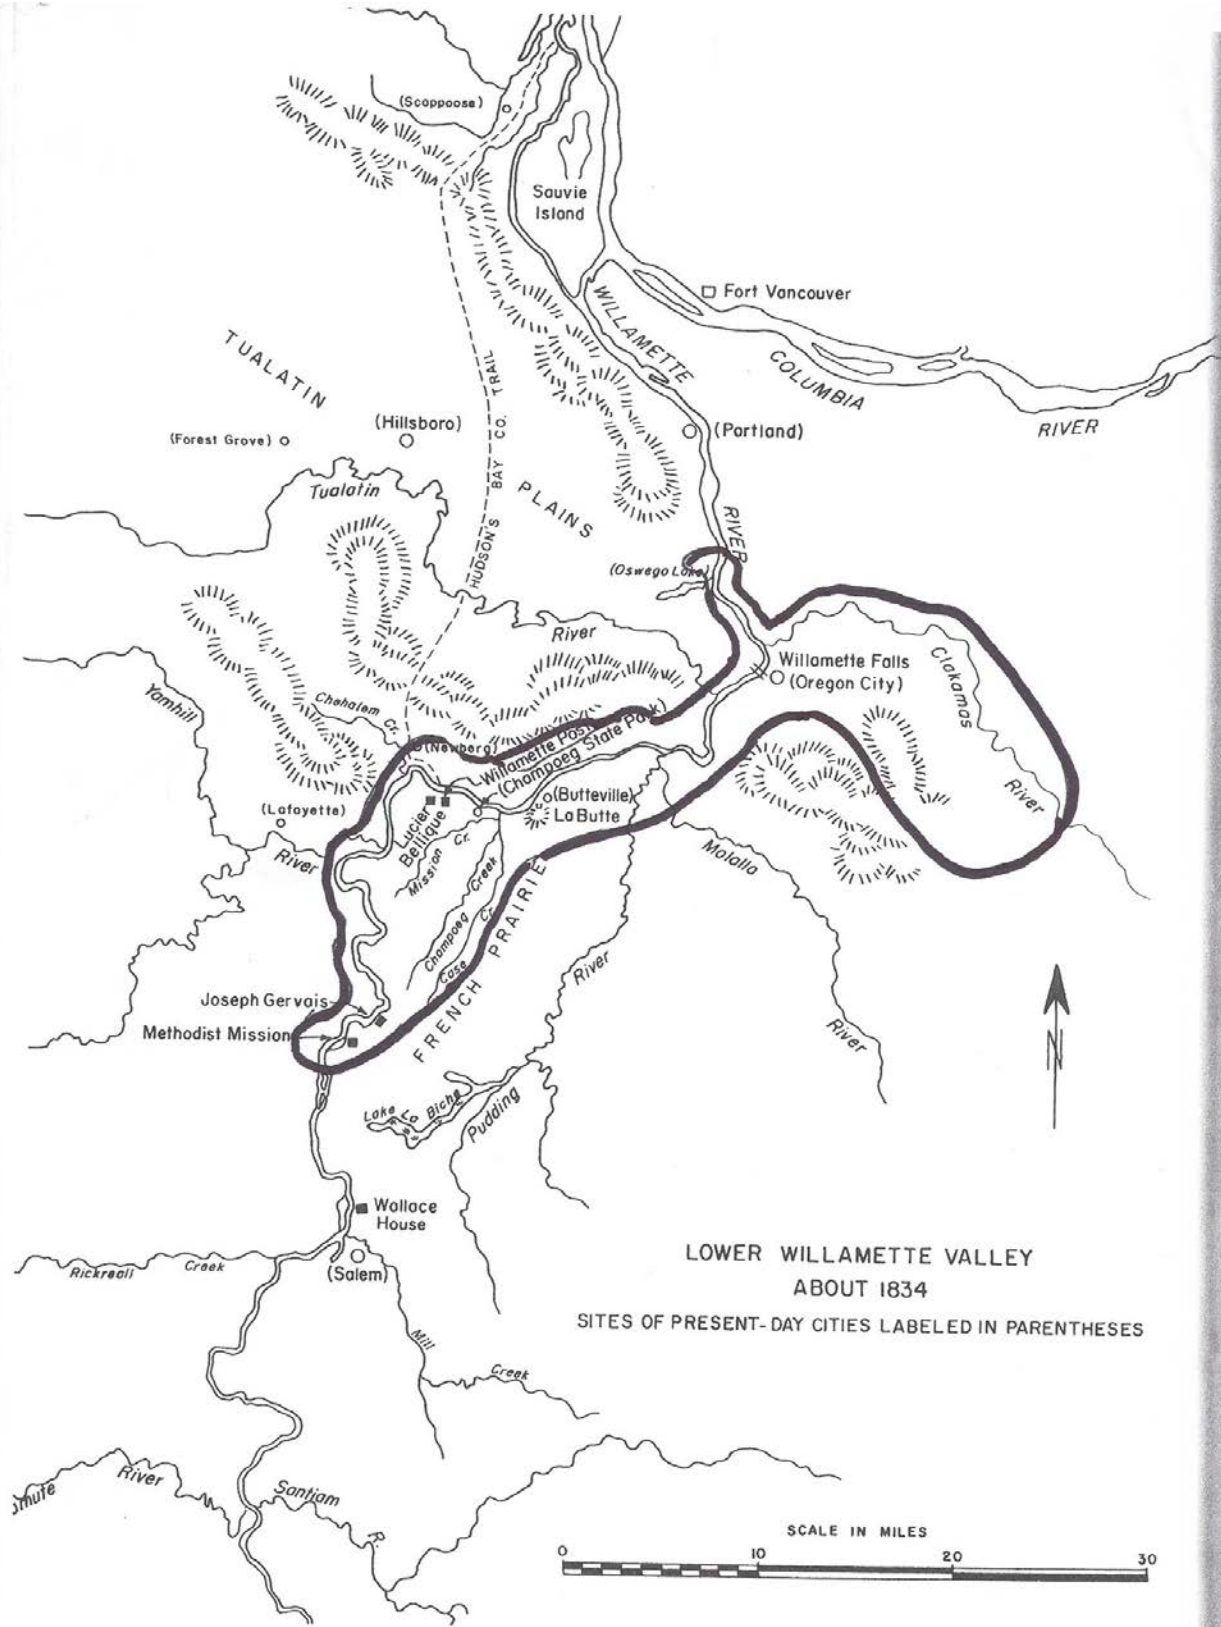 (Scappoose)
Sauvie
Island
Fort Vancouver
WILLAMETTE
COLUMBIA
RIVER
TUALATIN
HUDSON'S BAY CO. TRAIL
(Hillsboro)
(Forest Grove)
(Portland)
Tualatin
PLAINS
RIVER
(Oswego Lake)
River
Willamette Falls
(Oregon City)
Clakamas
River
Yamhill
Chehalem Cr.
(Newberg)
Willamette Post
(Champoeg State Park)
(Butteville)
La Butte
(Lafayette)
River
Lucier
Bellique
Mission Cr.
Champoeg Creek
Case Cr.
Molalla
River
FRENCH PRAIRIE
River
Joseph Gervais
Methodist Mission
Lake La Biche
Pudding
N
Wallace
House
Rickreall Creek
(Salem)
Mill
Creek
LOWER WILLAMETTE VALLEY
ABOUT 1834
SITES OF PRESENT-DAY CITIES LABELED IN PARENTHESES
River
Santiam
R.
SCALE IN MILES
0 10 20 30